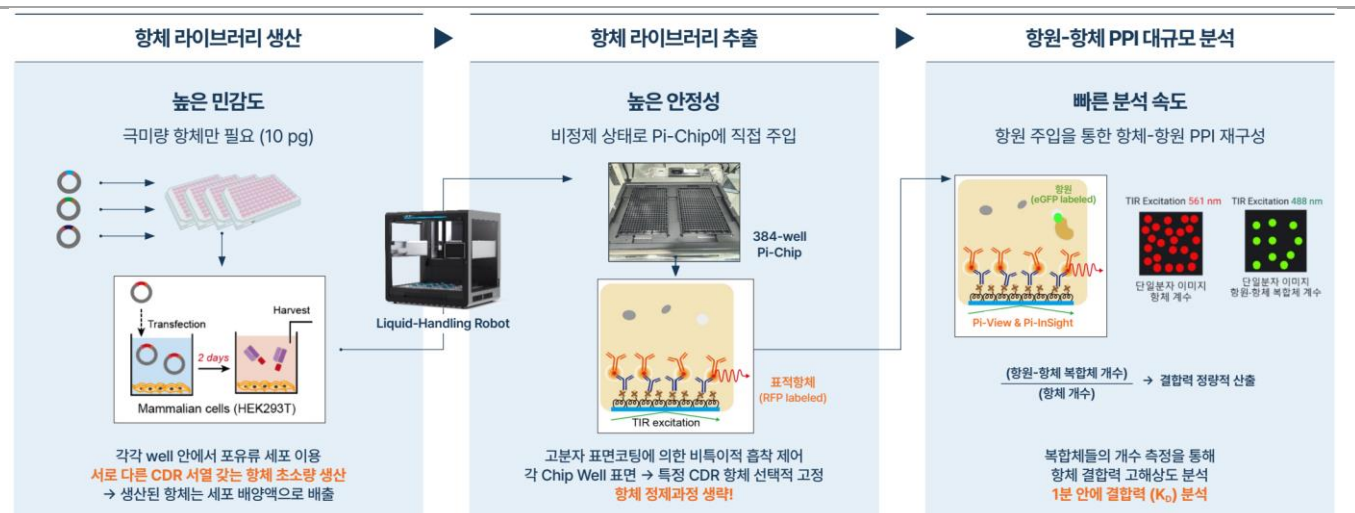 항체 라이브러리 생산
▶
항체 라이브러리 추출
▶
항원-항체 PPI 대규모 분석
높은 민감도
극미량 항체만 필요 (10 pg)
Transfection
Harvest
2 days
Mammalian cells (HEK293T)
각각 well 안에서 포유류 세포 이용
서로 다른 CDR 서열 갖는 항체 초소량 생산
→ 생산된 항체는 세포 배양액으로 배출
Liquid-Handling Robot
높은 안정성
비정제 상태로 Pi-Chip에 직접 주입
384-well
Pi-Chip
표적항체
(RFP labeled)
TIR excitation
고분자 표면코팅에 의한 비특이적 흡착 제어
각 Chip Well 표면 → 특정 CDR 항체 선택적 고정
항체 정제과정 생략!
빠른 분석 속도
항원 주입을 통한 항체-항원 PPI 재구성
항원
(eGFP labeled)
Pi-View & Pi-InSight
TIR Excitation 561 nm
단일분자 이미지
항체 계수
TIR Excitation 488 nm
단일분자 이미지
항원-항체 복합체 계수
(항원-항체 복합체 개수)
(항체 개수)
→ 결합력 정량적 산출
복합체들의 개수 측정을 통해
항체 결합력 고해상도 분석
1분 안에 결합력 (KD) 분석